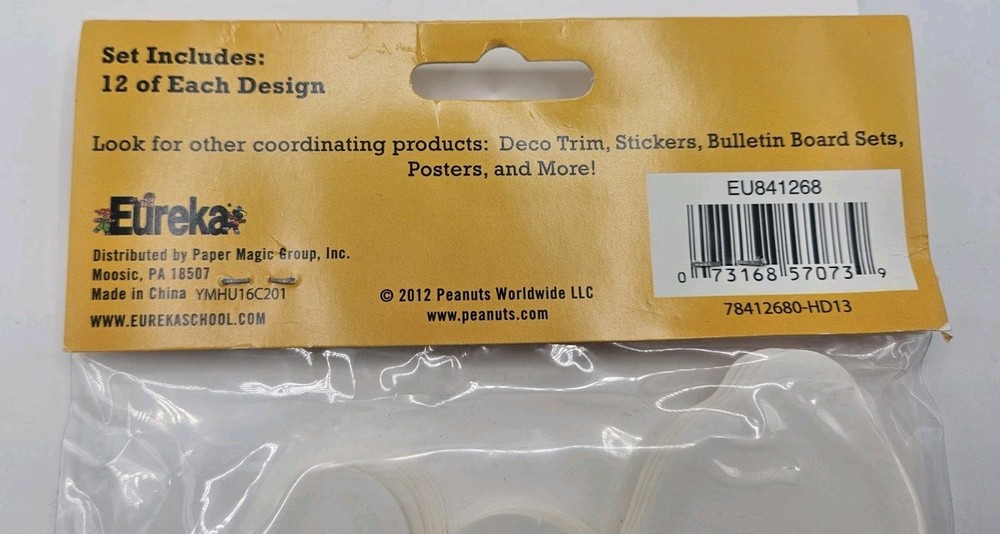 Set Includes:
12 of Each Design
Look for other coordinating products: Deco Trim, Stickers, Bulletin Board Sets,
Posters, and More!
EU841268
0 73168 57073 9
78412680-HD13
Eureka
Distributed by Paper Magic Group, Inc.
Moosic, PA 18507
Made in China YMHU16C201
WWW.EUREKASCHOOL.COM
© 2012 Peanuts Worldwide LLC
www.peanuts.com